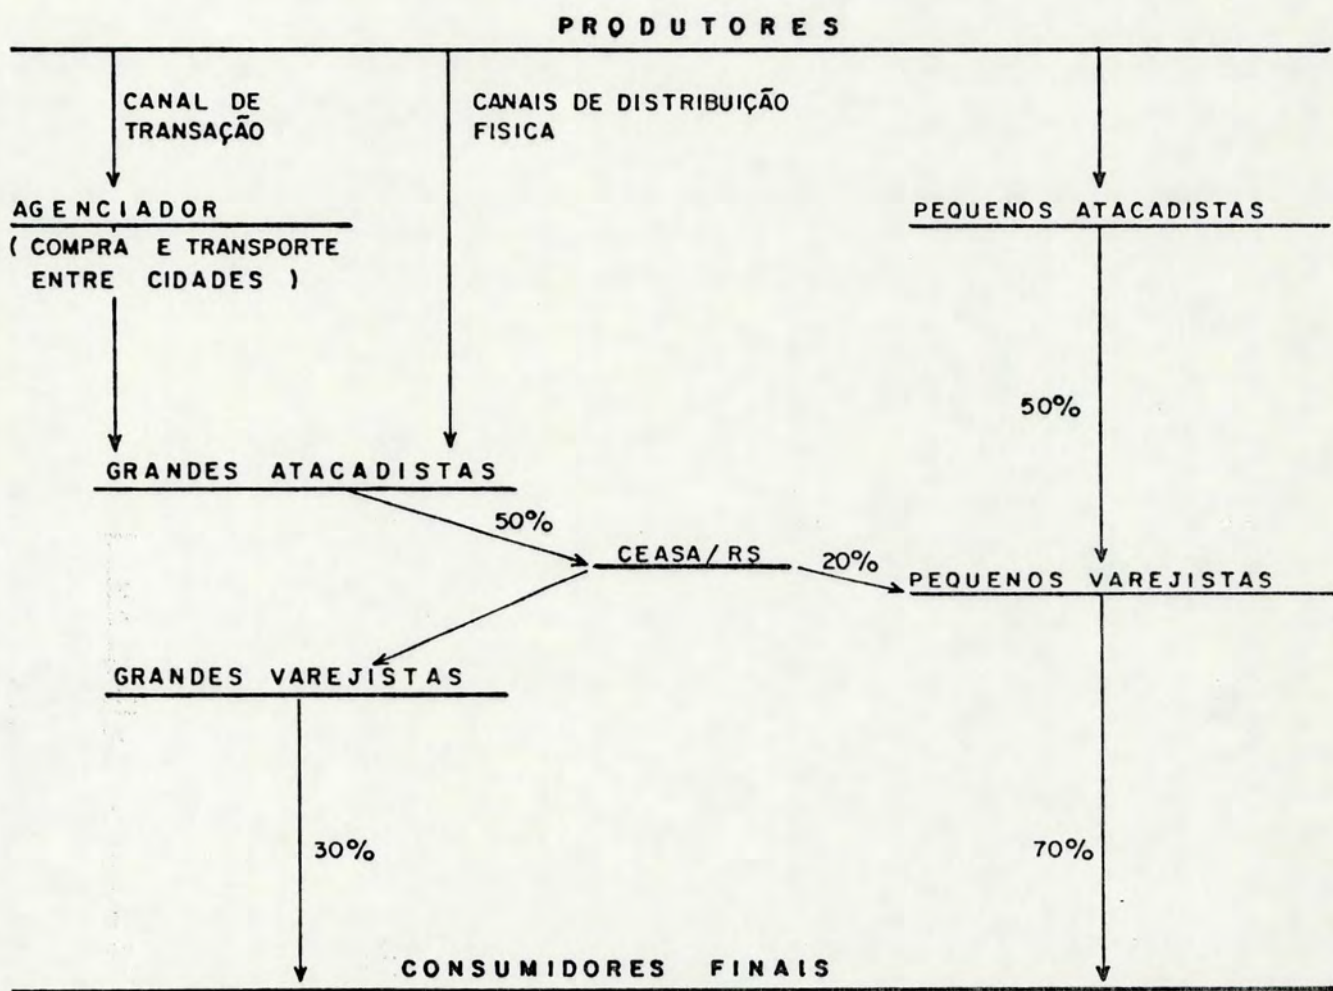 PRODUTORES
CANAL DE
TRANSAÇÃO
CANAIS DE DISTRIBUIÇÃO
FISICA
AGENCIADOR
( COMPRA E TRANSPORTE
ENTRE CIDADES )
PEQUENOS ATACADISTAS
50%
GRANDES ATACADISTAS
50%
CEASA/RS
20%
PEQUENOS VAREJISTAS
GRANDES VAREJISTAS
30%
70%
CONSUMIDORES FINAIS